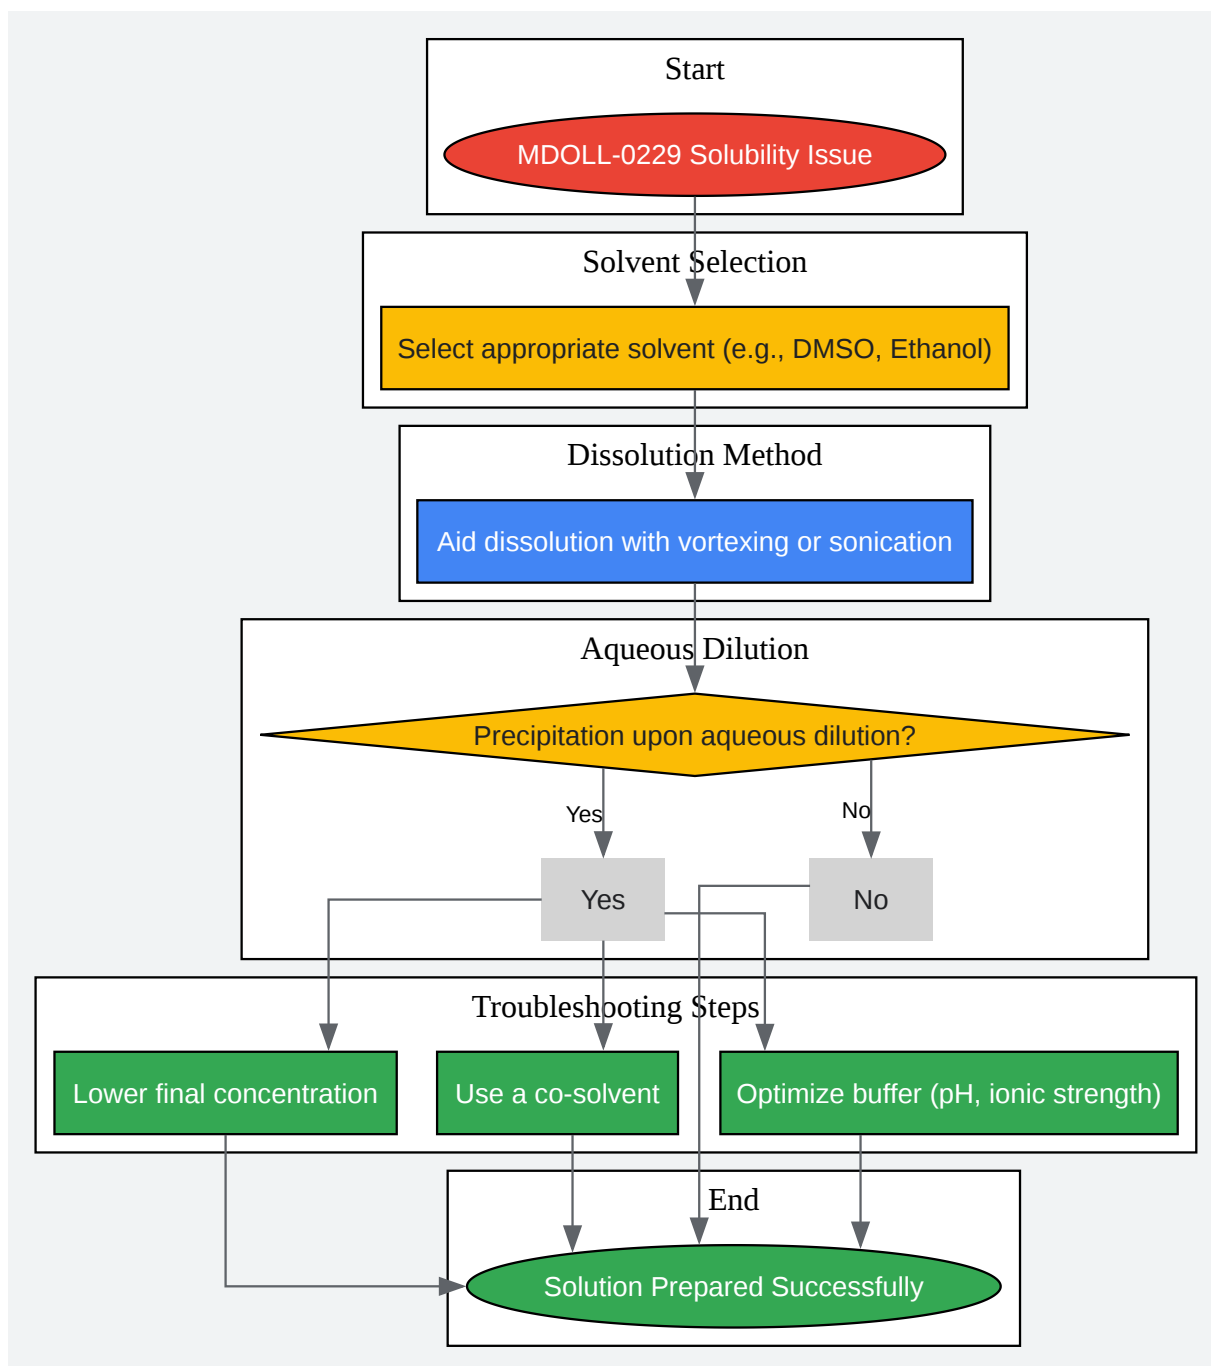 Start
MDOLL-0229 Solubility Issue
Solvent Selection
Select appropriate solvent (e.g., DMSO, Ethanol)
Dissolution Method
Aid dissolution with vortexing or sonication
Aqueous Dilution
Precipitation upon aqueous dilution?
Yes
No
Yes
No
Troubleshooting Steps
Lower final concentration
Use a co-solvent
Optimize buffer (pH, ionic strength)
End
Solution Prepared Successfully